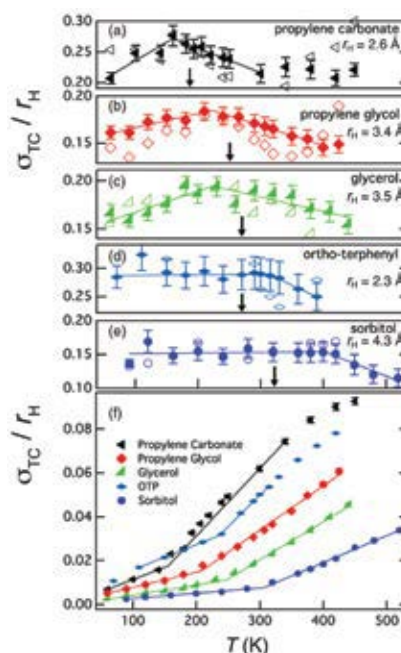 (a) propylene carbonate
0.30
r_H = 2.6 Å
0.25
0.20
(b)
0.20
propylene glycol
r_H = 3.4 Å
0.15
(c) glycerol
0.20
r_H = 3.5 Å
0.15
(d) ortho-terphenyl
0.30
r_H = 2.3 Å
0.25
(e) sorbitol
0.20
r_H = 4.3 Å
0.15
0.10
σ_TC / r_H
(f)
0.08
0.06
0.04
0.02
0.00
σ_TC / r_H
Propylene Carbonate
Propylene Glycol
Glycerol
OTP
Sorbitol
100 200 300 400 500
T (K)